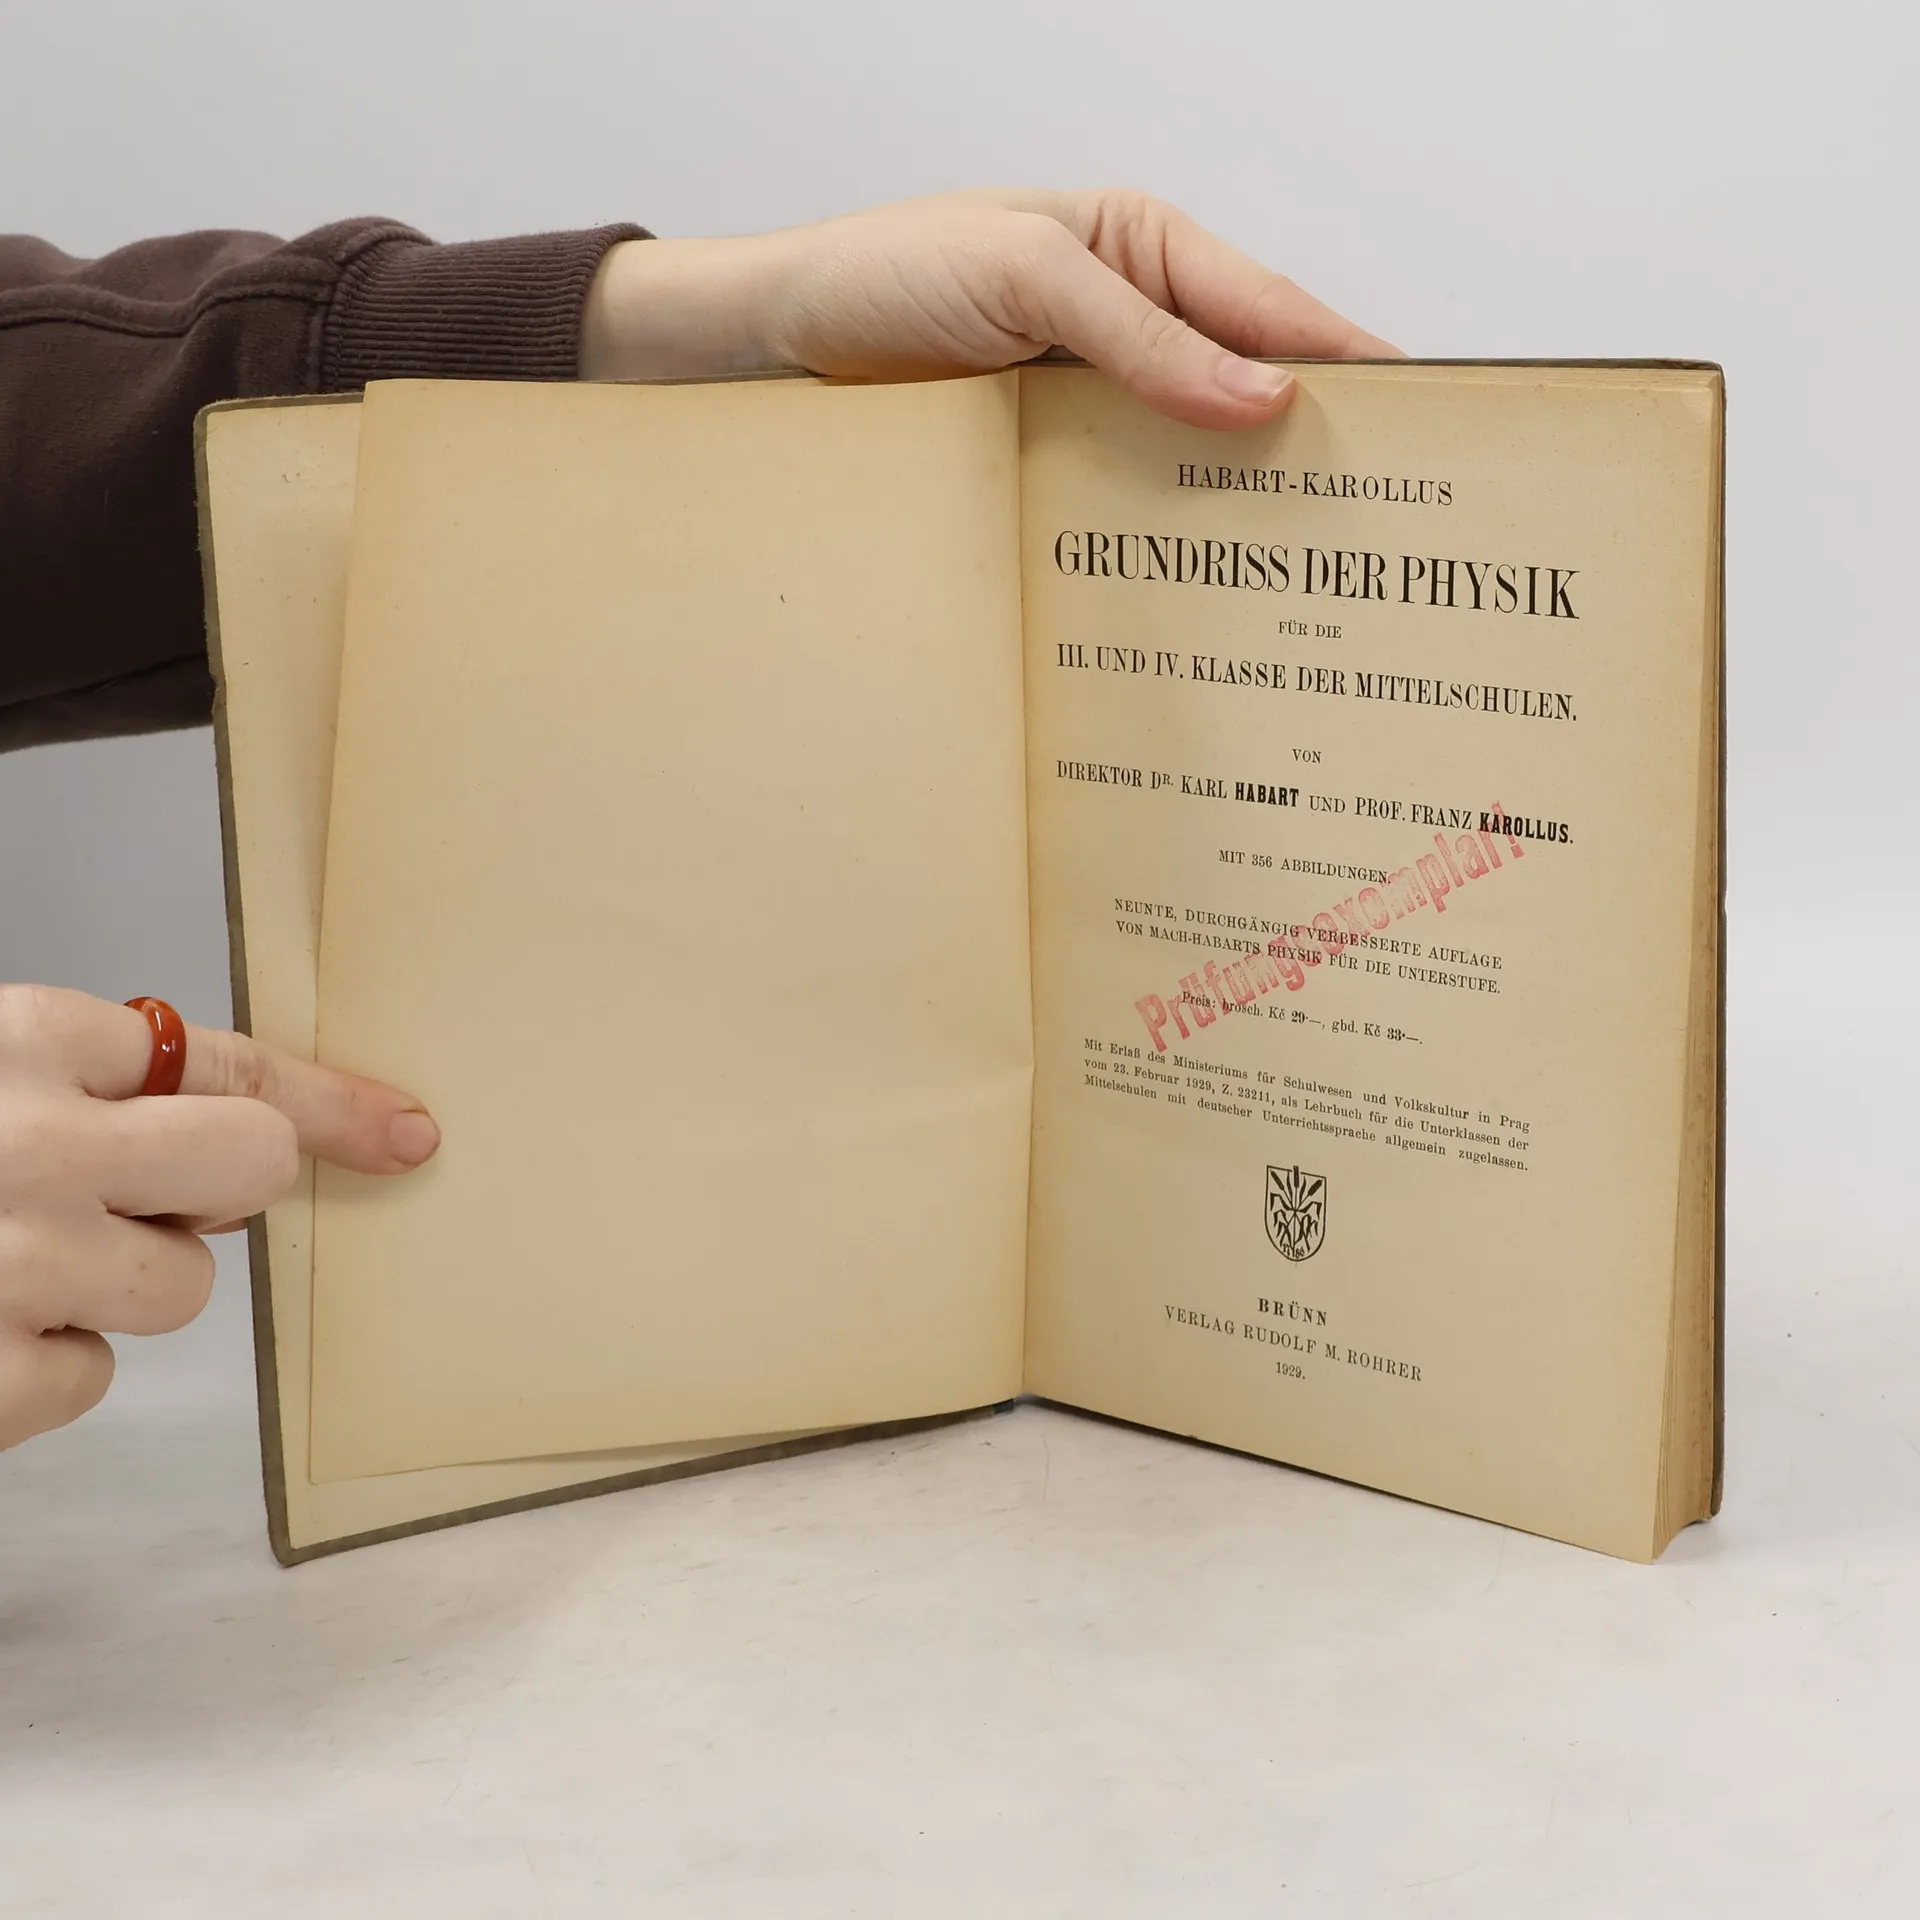 HABART-KAROLLUS
GRUNDRISS DER PHYSIK
FÜR DIE
III. UND IV. KLASSE DER MITTELSCHULEN.
VON
DIREKTOR DR. KARL HABART UND PROF. FRANZ KAROLLUS.
MIT 356 ABBILDUNGEN.
NEUNTE, DURCHGÄNGIG VERBESSERTE AUFLAGE
VON MACH-HABARTS PHYSIK FÜR DIE UNTERSTUFE.
Prüfungsexemplar!
Preis: brosch. Kč 29·—, gbd. Kč 33·—.
Mit Erlaß des Ministeriums für Schulwesen und Volkskultur in Prag
vom 23. Februar 1929, Z. 23211, als Lehrbuch für die Unterklassen der
Mittelschulen mit deutscher Unterrichtssprache allgemein zugelassen.
BRÜNN
VERLAG RUDOLF M. ROHRER
1929.